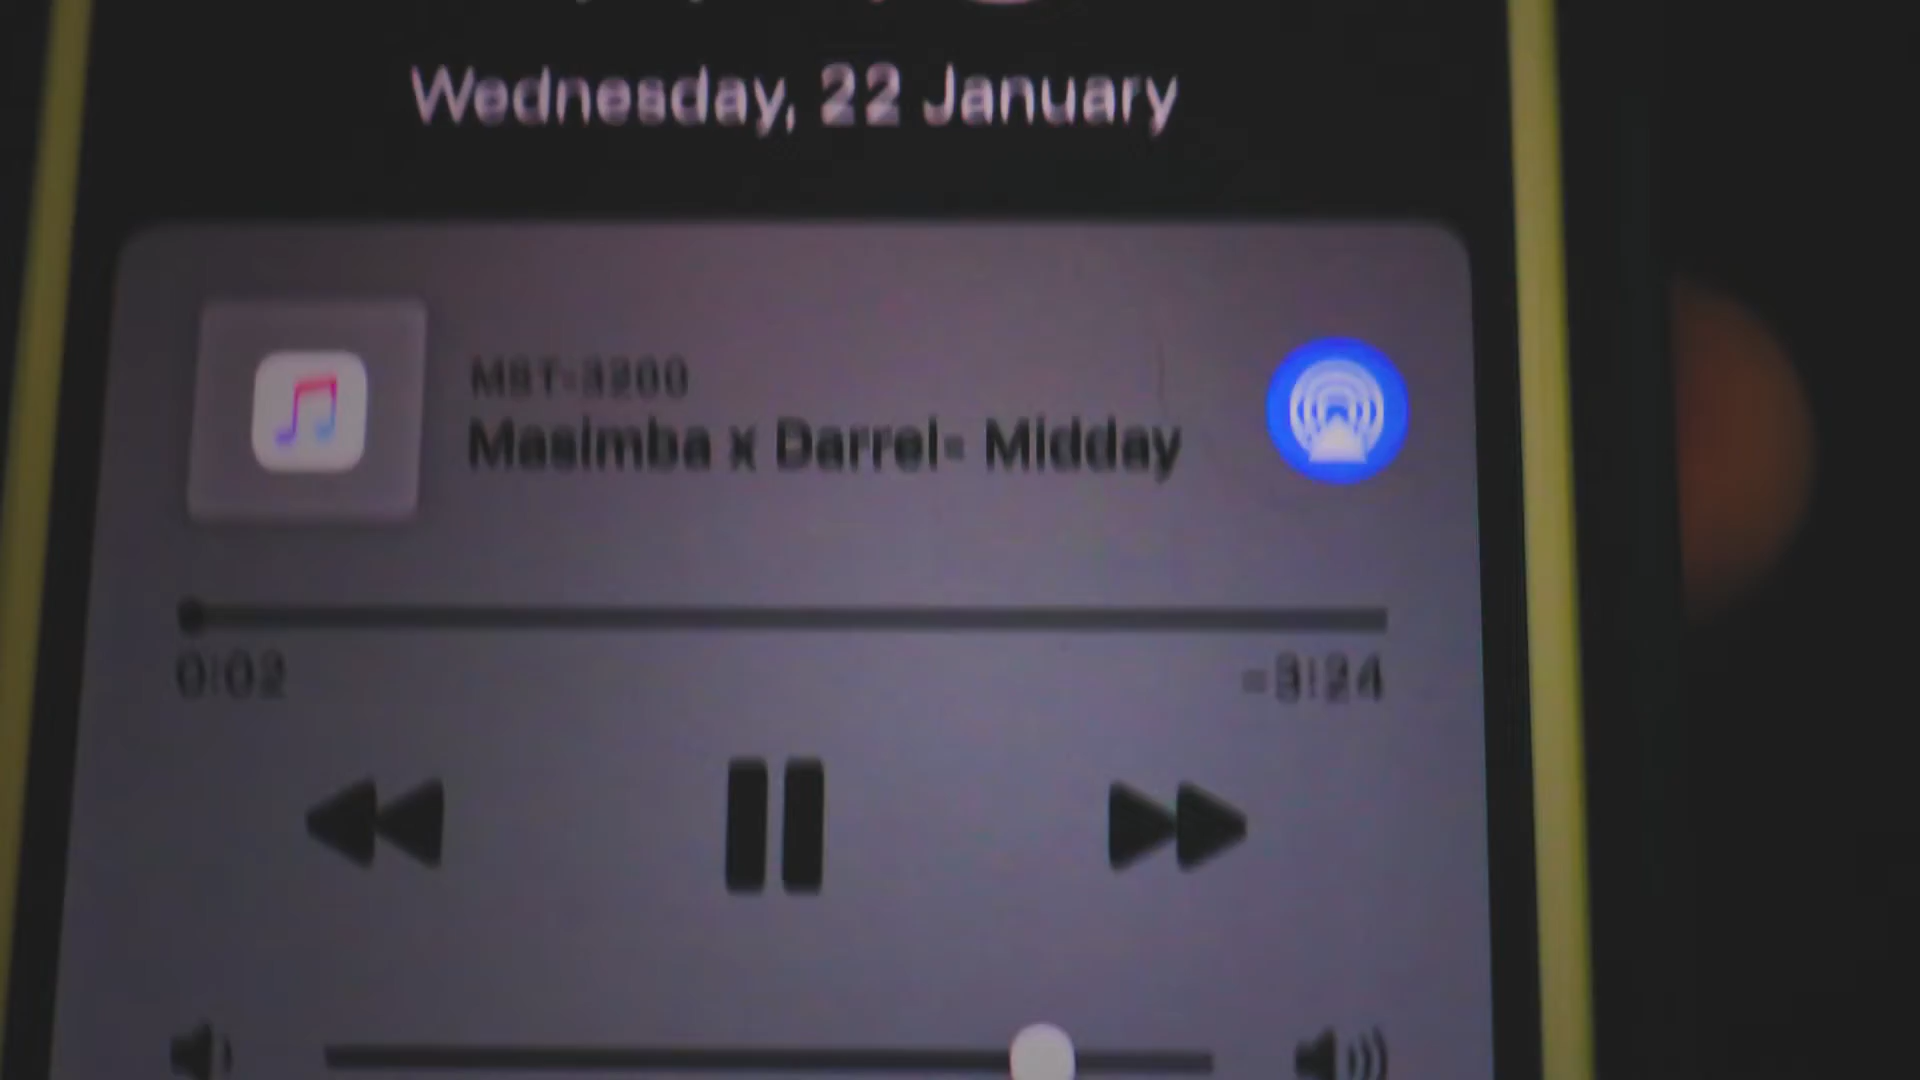 Wednesday, 22 January
MST-3200
Masimba x Darrel- Midday
0:02
-3:24